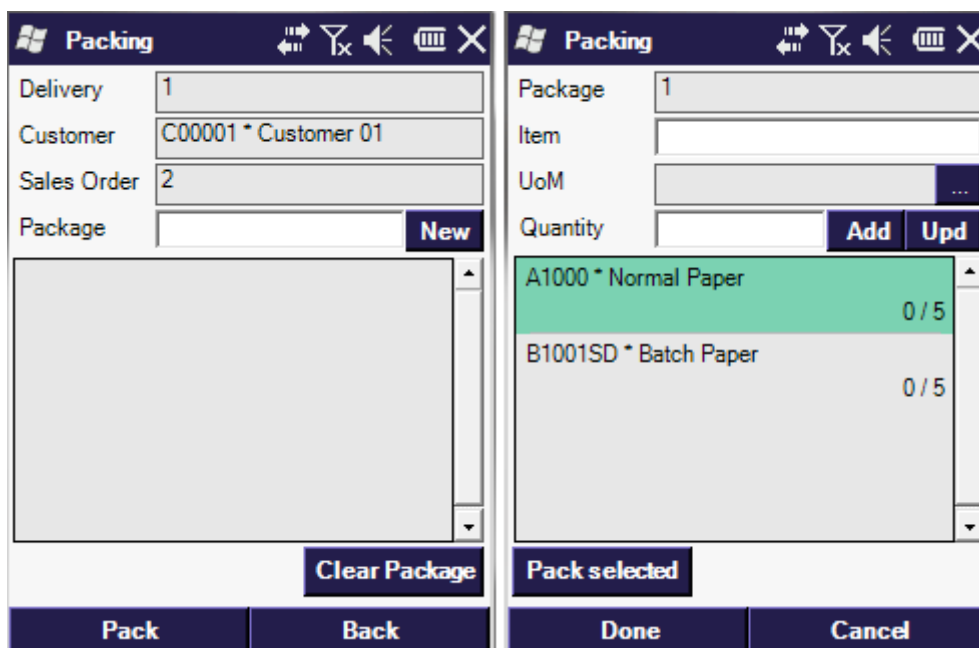 Packing
Delivery 1
Customer C00001 * Customer 01
Sales Order 2
Package New
Clear Package
Pack Back
Packing
Package 1
Item
UoM ...
Quantity Add Upd
A1000 * Normal Paper
0 / 5
B1001SD * Batch Paper
0 / 5
Pack selected
Done Cancel